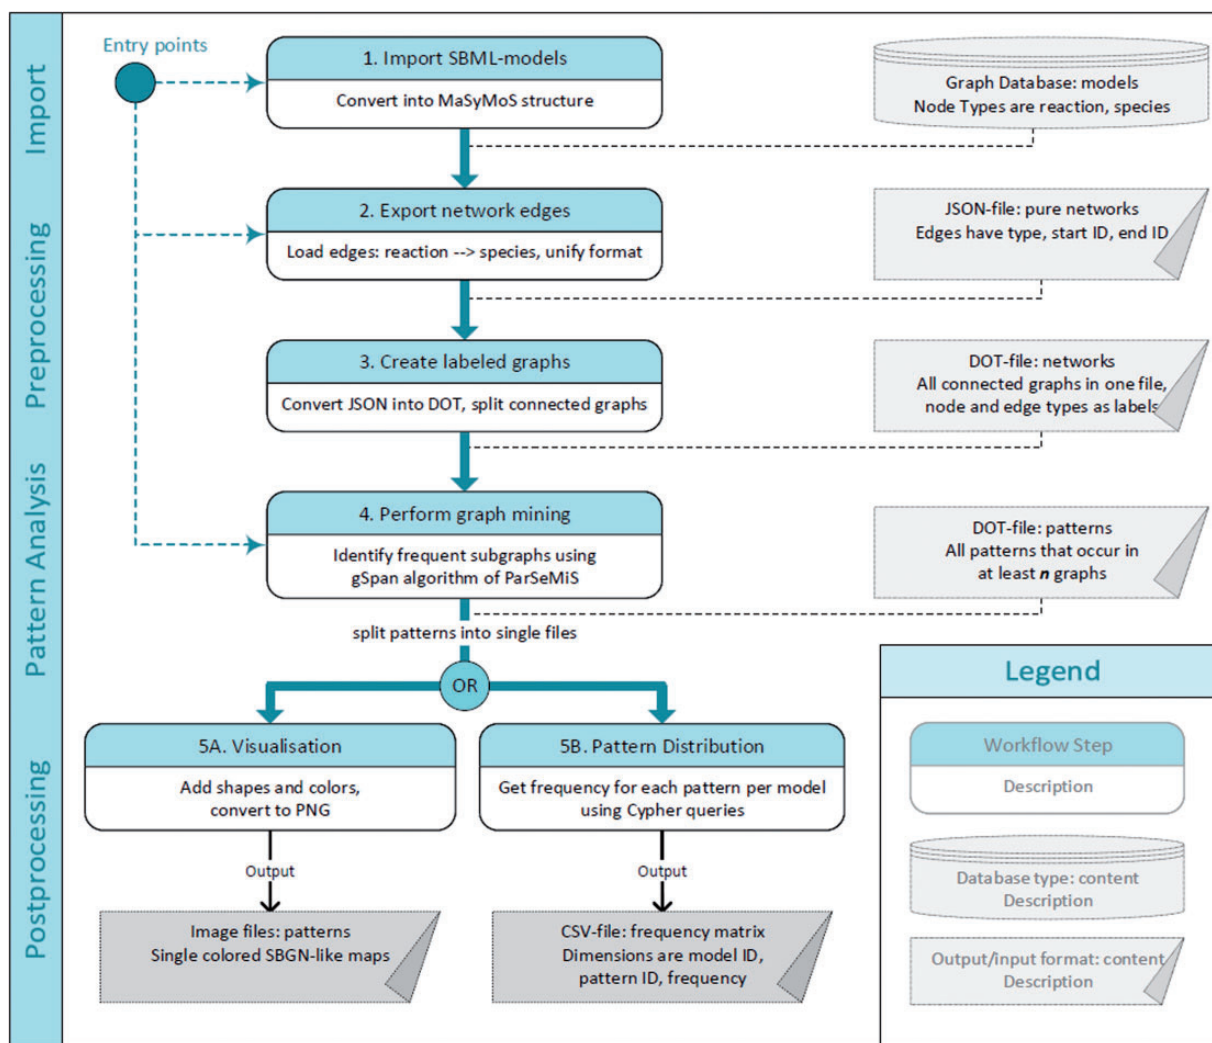 Import
Preprocessing
Pattern Analysis
Postprocessing
Entry points
1. Import SBML-models
Convert into MaSyMoS structure
Graph Database: models
Node Types are reaction, species
2. Export network edges
Load edges: reaction --> species, unify format
JSON-file: pure networks
Edges have type, start ID, end ID
3. Create labeled graphs
Convert JSON into DOT, split connected graphs
DOT-file: networks
All connected graphs in one file,
node and edge types as labels
4. Perform graph mining
Identify frequent subgraphs using
gSpan algorithm of ParSeMiS
DOT-file: patterns
All patterns that occur in
at least n graphs
split patterns into single files
OR
5A. Visualisation
Add shapes and colors,
convert to PNG
Output
Image files: patterns
Single colored SBGN-like maps
5B. Pattern Distribution
Get frequency for each pattern per model
using Cypher queries
Output
CSV-file: frequency matrix
Dimensions are model ID,
pattern ID, frequency
Legend
Workflow Step
Description
Database type: content
Description
Output/input format: content
Description